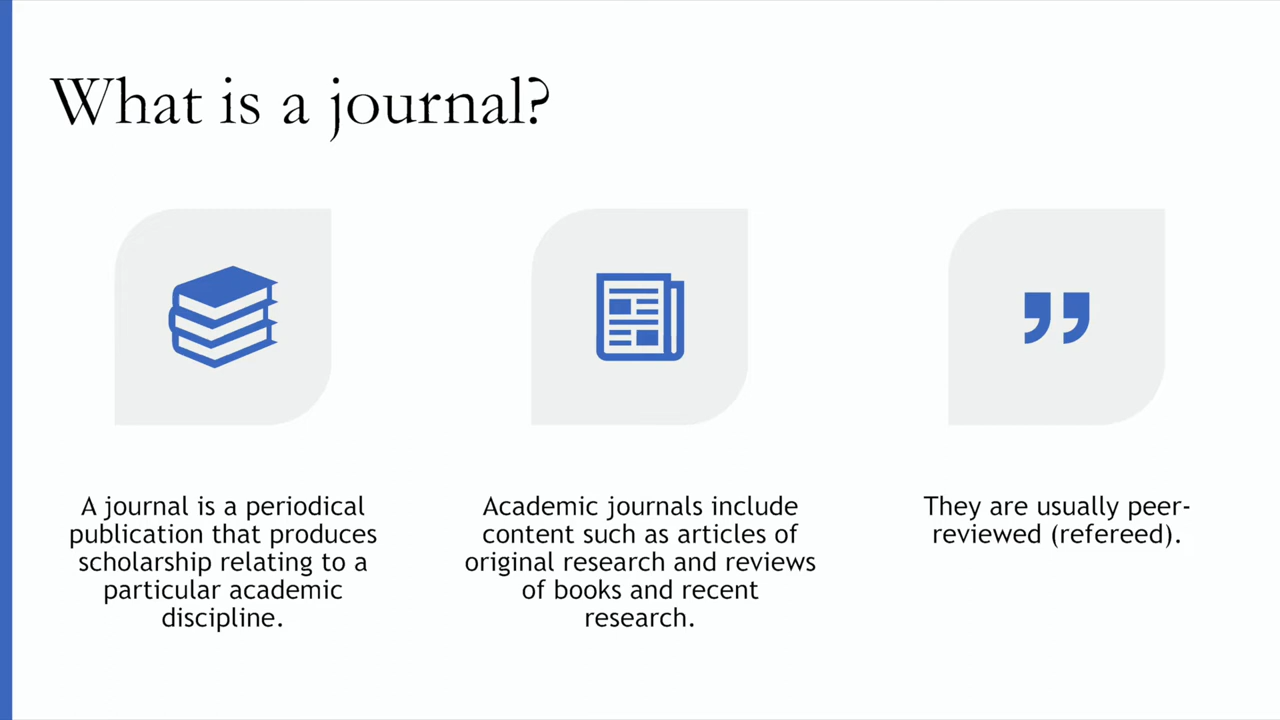 What is a journal?
A journal is a periodical
publication that produces
scholarship relating to a
particular academic
discipline.
Academic journals include
content such as articles of
original research and reviews
of books and recent
research.
They are usually peer-
reviewed (refereed).